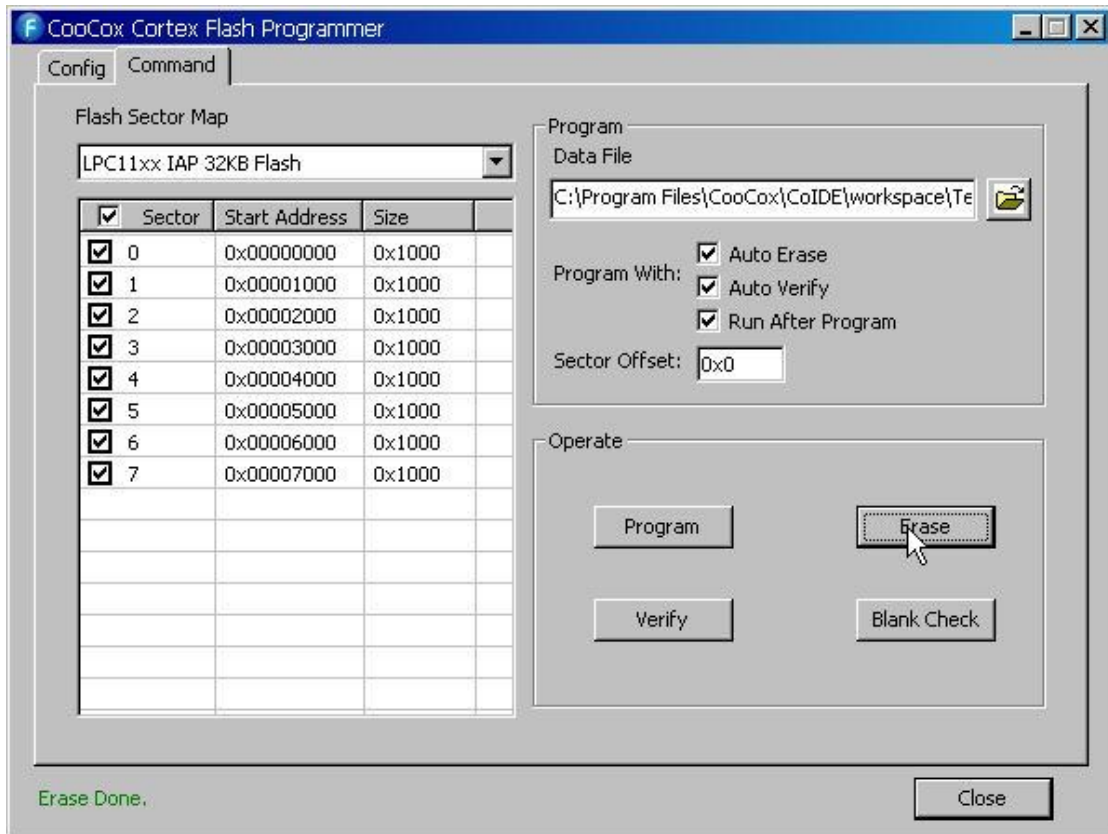 CooCox Cortex Flash Programmer
Config Command
Flash Sector Map
LPC11xx IAP 32KB Flash
Sector Start Address Size
0 0x00000000 0x1000
1 0x00001000 0x1000
2 0x00002000 0x1000
3 0x00003000 0x1000
4 0x00004000 0x1000
5 0x00005000 0x1000
6 0x00006000 0x1000
7 0x00007000 0x1000
Program
Data File
C:\Program Files\CooCox\CoIDE\workspace\Te
Program With:
Auto Erase
Auto Verify
Run After Program
Sector Offset: 0x0
Operate
Program Erase
Verify Blank Check
Erase Done.
Close